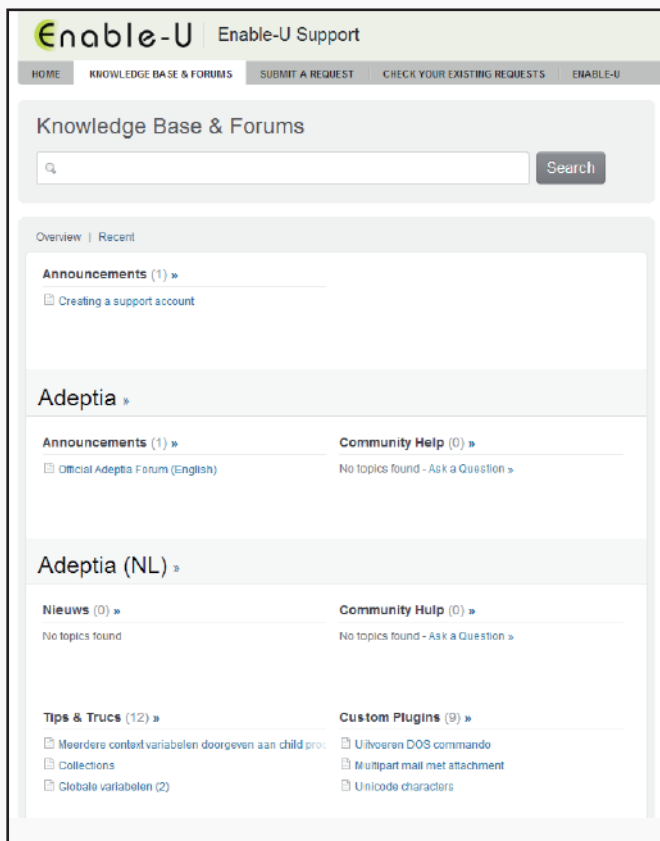 Enable-U Enable-U Support
HOME KNOWLEDGE BASE & FORUMS SUBMIT A REQUEST CHECK YOUR EXISTING REQUESTS ENABLE-U
Knowledge Base & Forums
Search
Overview | Recent
Announcements (1) »
Creating a support account
Adeptia »
Announcements (1) »
Official Adeptia Forum (English)
Community Help (0) »
No topics found - Ask a Question »
Adeptia (NL) »
Nieuws (0) »
No topics found
Community Hulp (0) »
No topics found - Ask a Question »
Tips & Trucs (12) »
Meerdere context variabelen doorgeven aan child proc
Collections
Globale variabelen (2)
Custom Plugins (9) »
Uitvoeren DOS commando
Multipart mail met attachment
Unicode characters